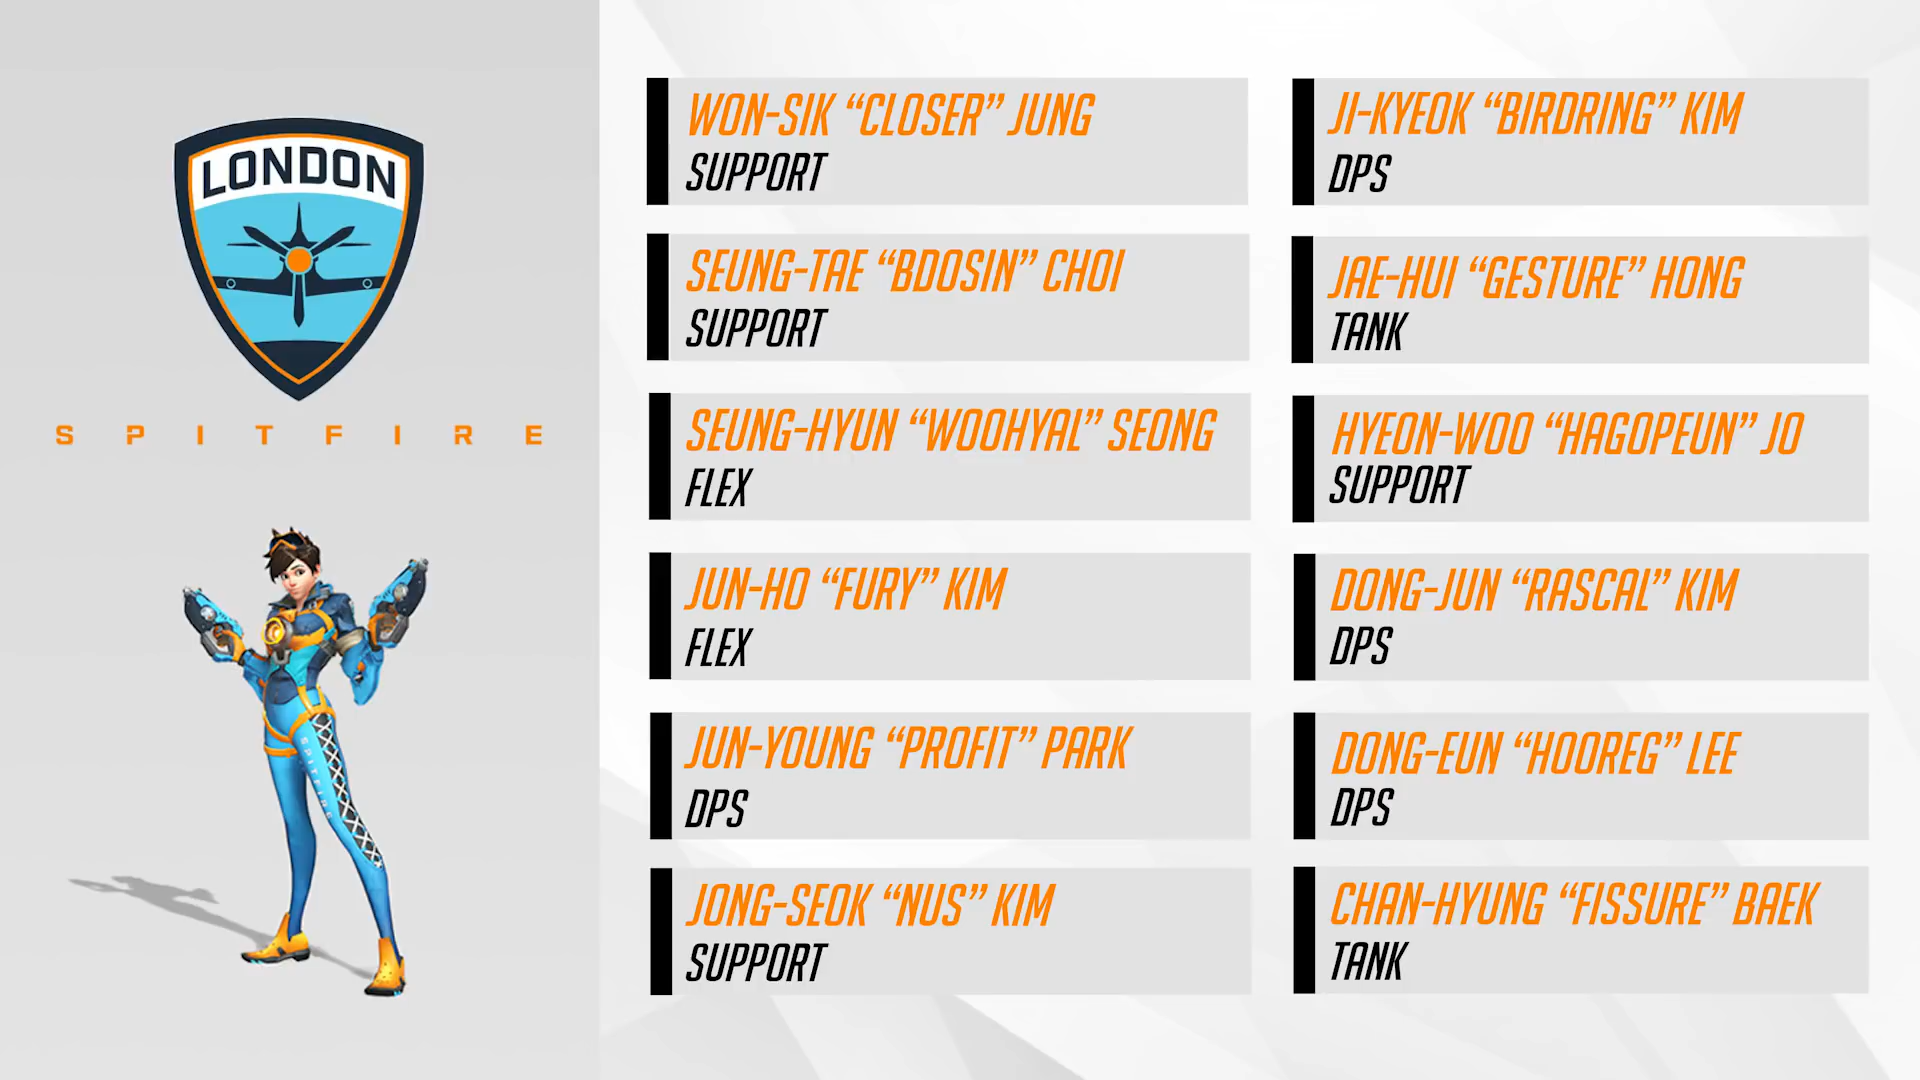 LONDON
SPITFIRE
SPITFIRE
WON-SIK “CLOSER” JUNG
SUPPORT
SEUNG-TAE “BDOSIN” CHOI
SUPPORT
SEUNG-HYUN “WOOHYAL” SEONG
FLEX
JUN-HO “FURY” KIM
FLEX
JUN-YOUNG “PROFIT” PARK
DPS
JONG-SEOK “NUS” KIM
SUPPORT
JI-KYEOK “BIRDRING” KIM
DPS
JAE-HUI “GESTURE” HONG
TANK
HYEON-WOO “HAGOPEUN” JO
SUPPORT
DONG-JUN “RASCAL” KIM
DPS
DONG-EUN “HOOREG” LEE
DPS
CHAN-HYUNG “FISSURE” BAEK
TANK